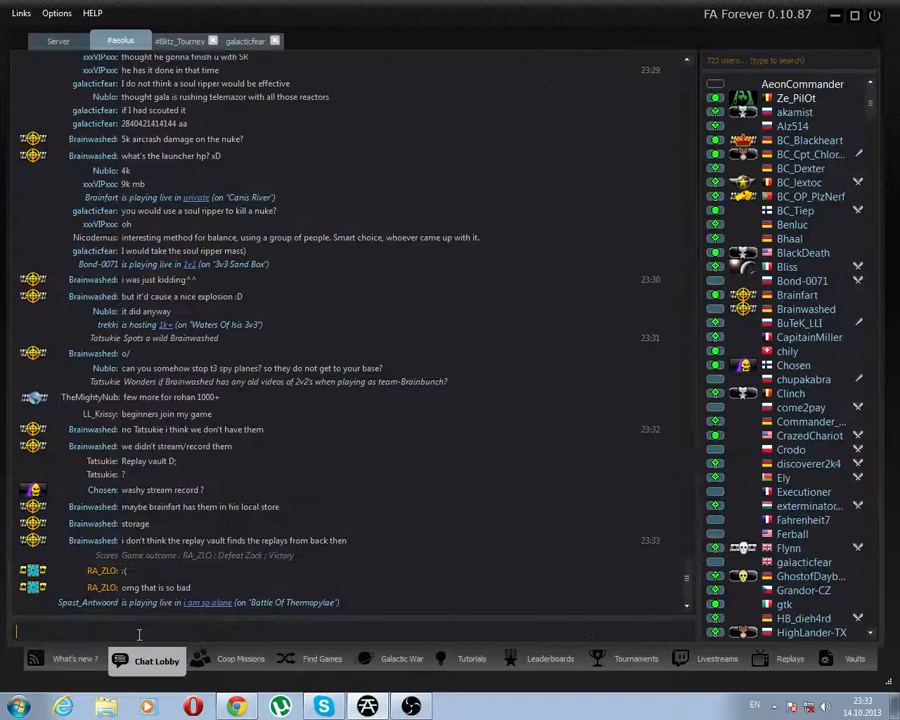 Links Options HELP FA Forever 0.10.87
Server #aeolus #Blitz_Tourney galacticfear
xxxVIPxxx: thought he gonna finish u with SR
xxxVIPxxx: he has it done in that time 23:29
galacticfear: I do not think a soul ripper would be effective
Nublo: thought gala is rushing telemazor with all those reactors
galacticfear: if I had scouted it
galacticfear: 2840421414144 aa
Brainwashed: 5k aircrash damage on the nuke?
Brainwashed: what's the launcher hp? xD
Nublo: 4k
xxxVIPxxx: 9k mb
Brainfart is playing live in private (on "Canis River")
galacticfear: you would use a soul ripper to kill a nuke?
xxxVIPxxx: oh
Nicodemus: interesting method for balance, using a group of people. Smart choice, whoever came up with it.
galacticfear: I would take the soul ripper mass)
Bond-0071 is playing live in 1v1 (on "3v3 Sand Box")
Brainwashed: i was just kidding^^ 23:30
Brainwashed: but it'd cause a nice explosion :D
Nublo: it did anyway
trekki is hosting 1k+ (on "Waters Of Isis 3v3")
Tatsukie Spots a wild Brainwashed 23:31
Brainwashed: o/
Nublo: can you somehow stop t3 spy planes? so they do not get to your base?
Tatsukie Wonders if Brainwashed has any old videos of 2v2's when playing as team-Brainbunch?
TheMightyNub: few more for rohan 1000+
LL_Krissy: beginners join my game
Brainwashed: no Tatsukie i think we don't have them 23:32
Brainwashed: we didn't stream/record them
Tatsukie: Replay vault D;
Tatsukie: ?
Chosen: washy stream record ?
Brainwashed: maybe brainfart has them in his local store
Brainwashed: storage
Brainwashed: i don't think the replay vault finds the replays from back then 23:33
Scores Game outcome : RA_ZLO : Defeat Zock : Victory
RA_ZLO: :(
RA_ZLO: omg that is so bad
Spast_Antwoord is playing live in i am so alone (on "Battle Of Thermopylae")
723 users... (type to search)
AeonCommander
Ze_PilOt
akamist
Alz514
BC_Blackheart
BC_Cpt_Chlor...
BC_Dexter
BC_lextoc
BC_OP_PlzNerf
BC_Tiep
Benluc
Bhaal
BlackDeath
Bliss
Bond-0071
Brainfart
Brainwashed
BuTeK_LLI
CapitainMiller
chily
Chosen
chupakabra
Clinch
come2pay
Commander_...
CrazedChariot
Crodo
discoverer2k4
Ely
Executioner
exterminator...
Fahrenheit7
Ferball
Flynn
galacticfear
GhostofDayb...
Grandor-CZ
gtk
HB_dieh4rd
HighLander-TX
What's new ? Chat Lobby Coop Missions Find Games Galactic War Tutorials Leaderboards Tournaments Livestreams Replays Vaults
EN 23:33
14.10.2013